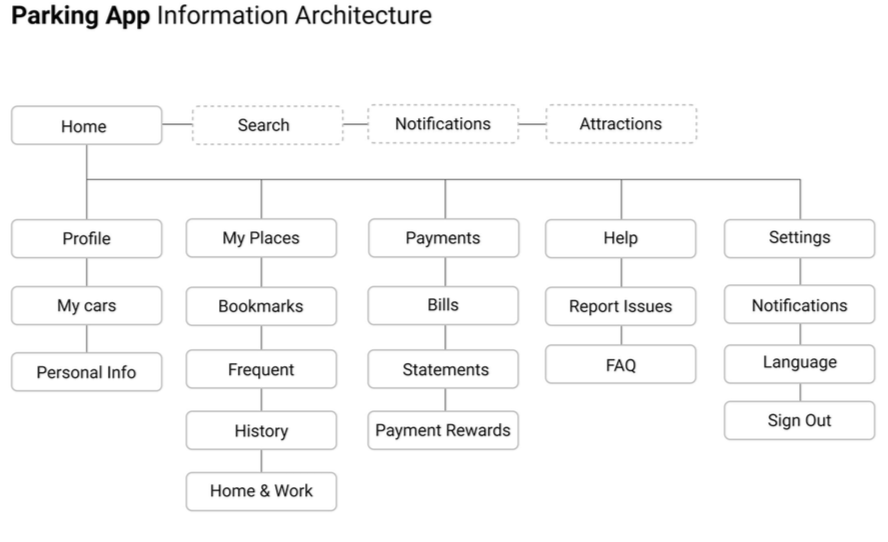 Parking App Information Architecture
Home
Search
Notifications
Attractions
Profile
My Places
Payments
Help
Settings
My cars
Bookmarks
Bills
Report Issues
Notifications
Personal Info
Frequent
Statements
FAQ
Language
History
Payment Rewards
Sign Out
Home & Work